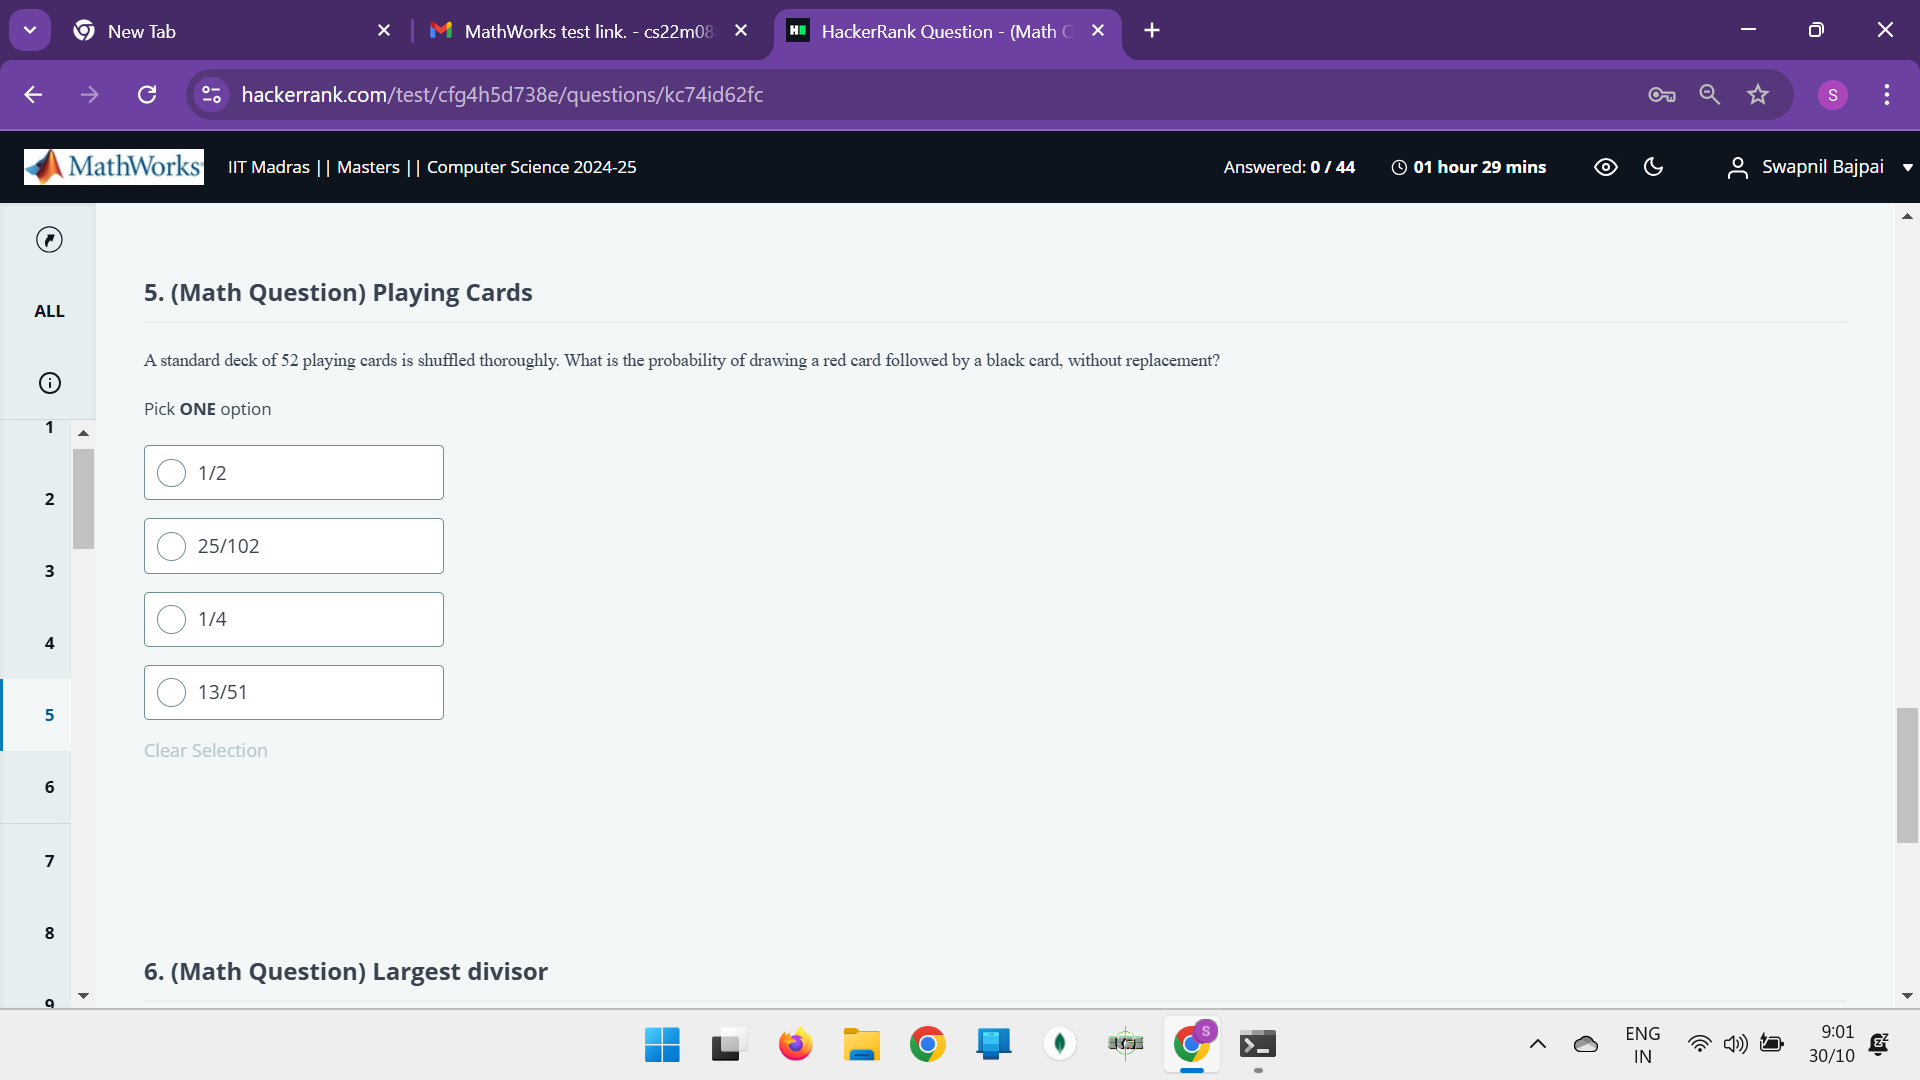 New Tab
MathWorks test link. - cs22m08
HackerRank Question - (Math
hackerrank.com/test/cfg4h5d738e/questions/kc74id62fc
S
MathWorks
IIT Madras || Masters || Computer Science 2024-25
Answered: 0 / 44
01 hour 29 mins
Swapnil Bajpai
ALL
1
2
3
4
5
6
7
8
9
5. (Math Question) Playing Cards
A standard deck of 52 playing cards is shuffled thoroughly. What is the probability of drawing a red card followed by a black card, without replacement?
Pick ONE option
1/2
25/102
1/4
13/51
Clear Selection
6. (Math Question) Largest divisor
S
ENG
IN
9:01
30/10